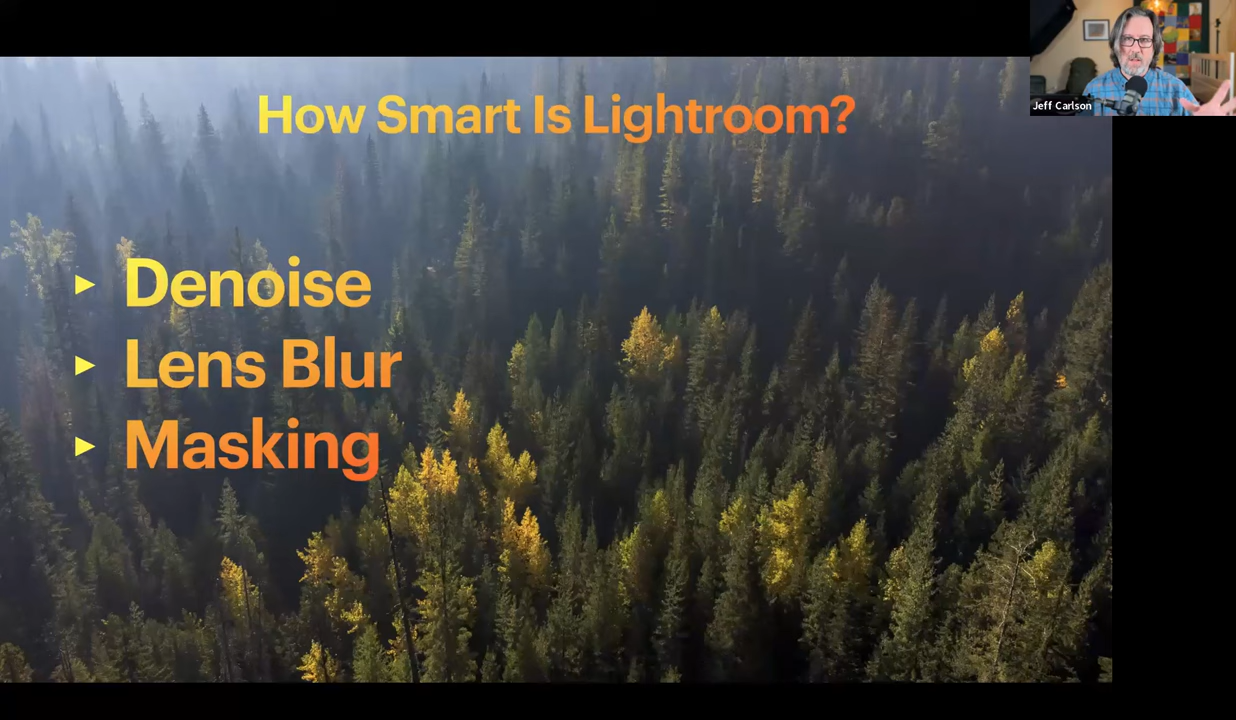 How Smart Is Lightroom?
Denoise
Lens Blur
Masking
Jeff Carlson